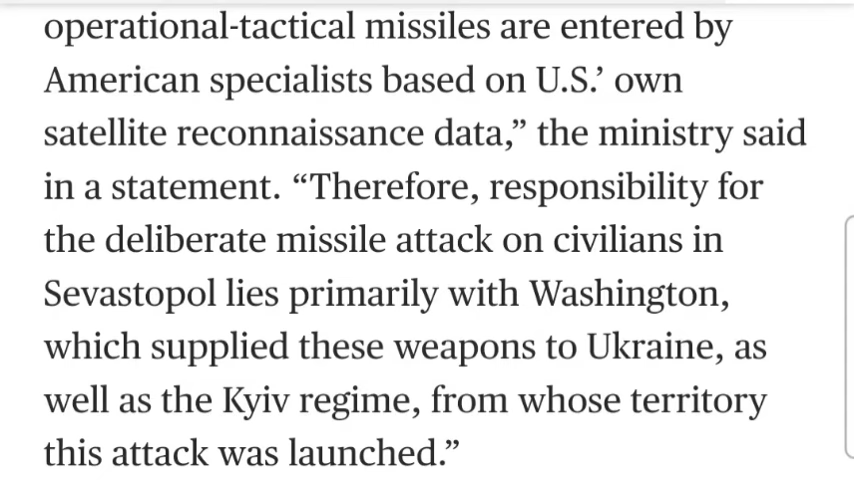 operational-tactical missiles are entered by
American specialists based on U.S.’ own
satellite reconnaissance data,” the ministry said
in a statement. “Therefore, responsibility for
the deliberate missile attack on civilians in
Sevastopol lies primarily with Washington,
which supplied these weapons to Ukraine, as
well as the Kyiv regime, from whose territory
this attack was launched.”